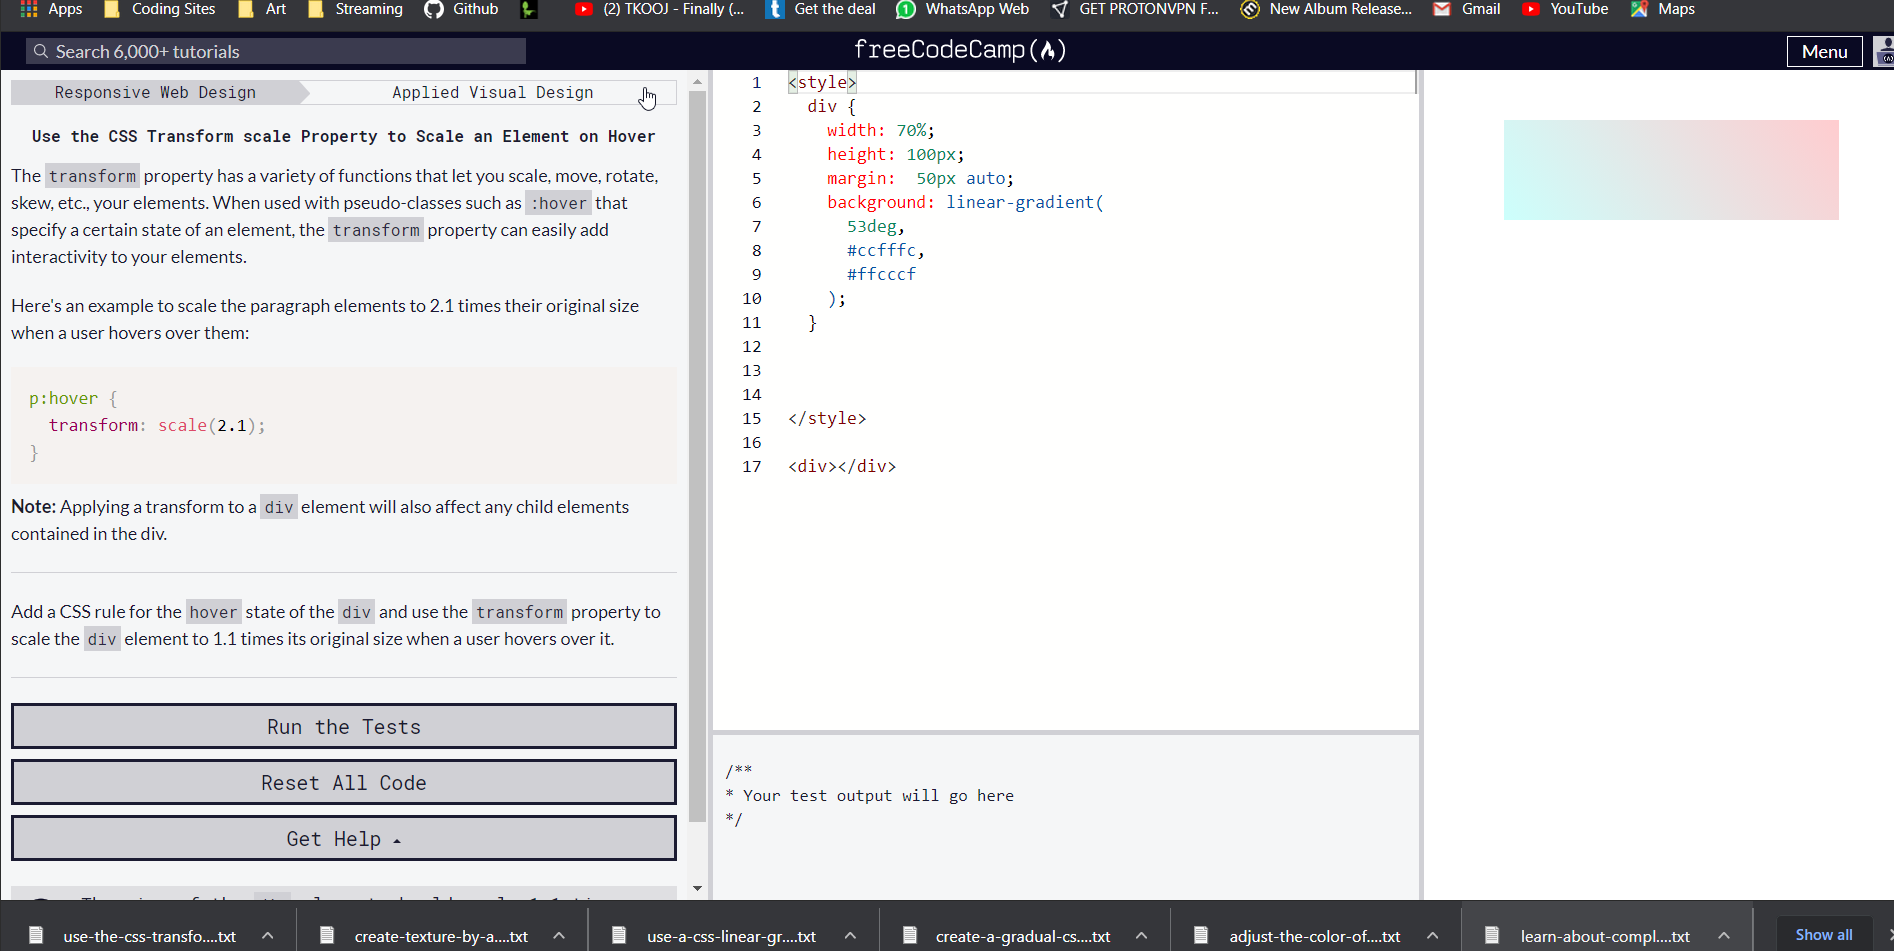 Apps Coding Sites Art Streaming Github (2) TKOOJ - Finally (... Get the deal WhatsApp Web GET PROTONVPN F... New Album Release... Gmail YouTube Maps
Search 6,000+ tutorials
freeCodeCamp
Menu
Responsive Web Design
Applied Visual Design
Use the CSS Transform scale Property to Scale an Element on Hover
The transform property has a variety of functions that let you scale, move, rotate,
skew, etc., your elements. When used with pseudo-classes such as :hover that
specify a certain state of an element, the transform property can easily add
interactivity to your elements.
Here's an example to scale the paragraph elements to 2.1 times their original size
when a user hovers over them:
p:hover {
transform: scale(2.1);
}
Note: Applying a transform to a div element will also affect any child elements
contained in the div.
Add a CSS rule for the hover state of the div and use the transform property to
scale the div element to 1.1 times its original size when a user hovers over it.
Run the Tests
Reset All Code
Get Help
1 <style>
2 div {
3 width: 70%;
4 height: 100px;
5 margin:  50px auto;
6 background: linear-gradient(
7 53deg,
8 #ccfffc,
9 #ffcccf
10 );
11 }
12
13
14
15 </style>
16
17 <div></div>
/**
* Your test output will go here
*/
use-the-css-transfo....txt
create-texture-by-a....txt
use-a-css-linear-gr....txt
create-a-gradual-cs....txt
adjust-the-color-of....txt
learn-about-compl....txt
Show all